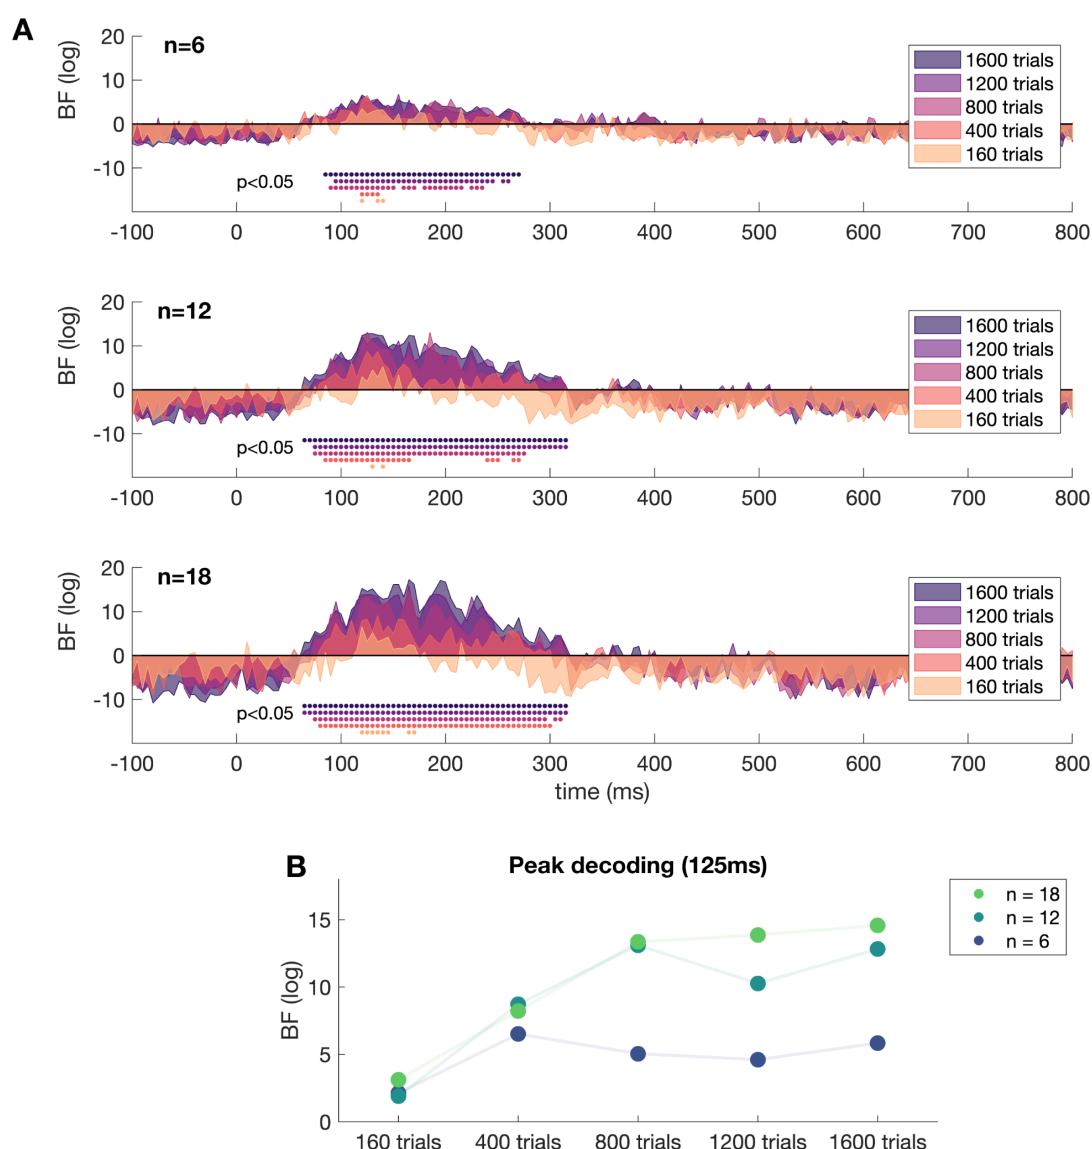 A
n=6
BF (log)
20
10
0
-10
p<0.05
1600 trials
1200 trials
800 trials
400 trials
160 trials
-100 0 100 200 300 400 500 600 700 800
n=12
BF (log)
20
10
0
-10
p<0.05
1600 trials
1200 trials
800 trials
400 trials
160 trials
-100 0 100 200 300 400 500 600 700 800
n=18
BF (log)
20
10
0
-10
p<0.05
1600 trials
1200 trials
800 trials
400 trials
160 trials
-100 0 100 200 300 400 500 600 700 800
time (ms)
B
Peak decoding (125ms)
BF (log)
15
10
5
0
n = 18
n = 12
n = 6
160 trials 400 trials 800 trials 1200 trials 1600 trials